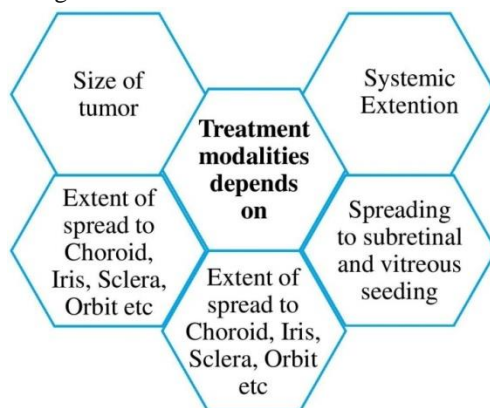 Size of
tumor
Systemic
Extention
Treatment
modalities
depends
on
Extent of
spread to
Choroid,
Iris, Sclera,
Orbit etc
Spreading
to subretinal
and vitreous
seeding
Extent of
spread to
Choroid, Iris,
Sclera, Orbit
etc